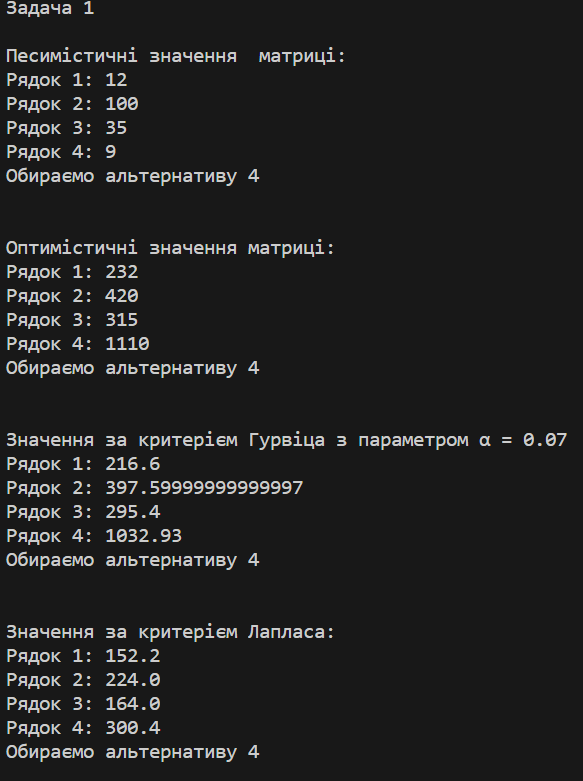 Задача 1
Песимістичні значення  матриці:
Рядок 1: 12
Рядок 2: 100
Рядок 3: 35
Рядок 4: 9
Обираємо альтернативу 4
Оптимістичні значення матриці:
Рядок 1: 232
Рядок 2: 420
Рядок 3: 315
Рядок 4: 1110
Обираємо альтернативу 4
Значення за критерієм Гурвіца з параметром α = 0.07
Рядок 1: 216.6
Рядок 2: 397.59999999999997
Рядок 3: 295.4
Рядок 4: 1032.93
Обираємо альтернативу 4
Значення за критерієм Лапласа:
Рядок 1: 152.2
Рядок 2: 224.0
Рядок 3: 164.0
Рядок 4: 300.4
Обираємо альтернативу 4